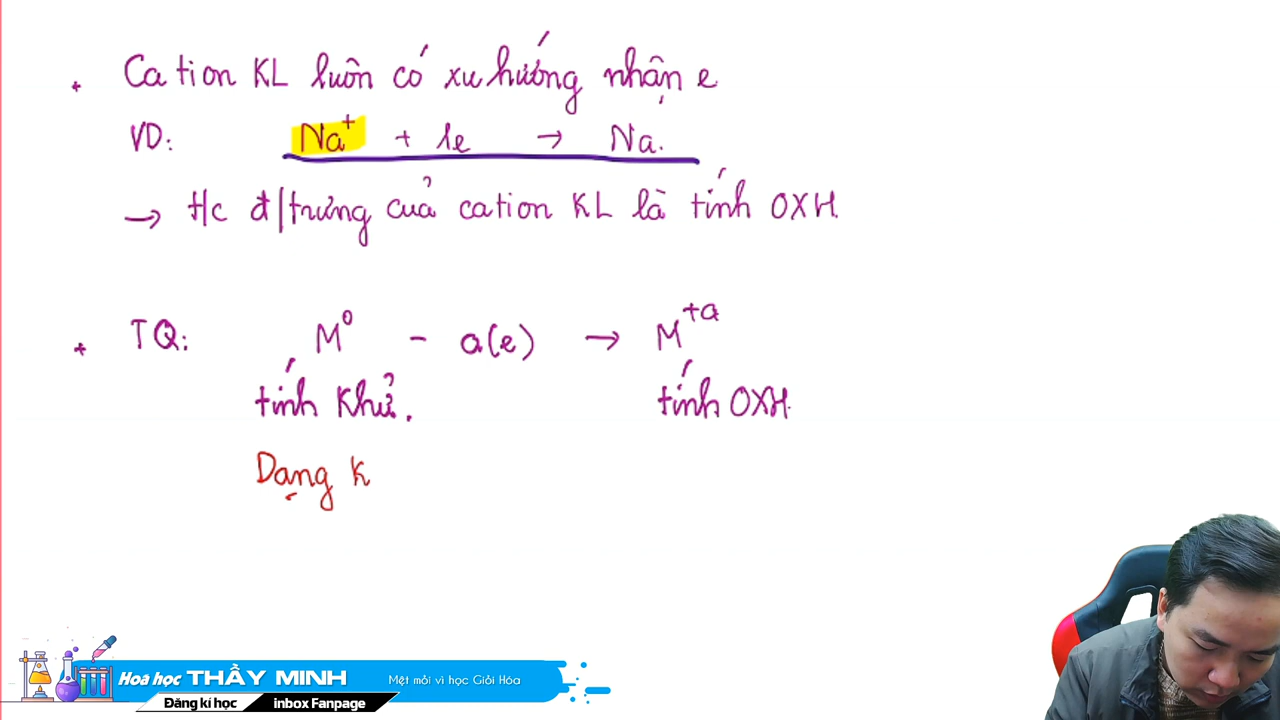 * Cation KL luôn có xu hướng nhận e
VD: Na⁺ + 1e → Na.
→ t/c đ/trưng của cation KL là tính OXH
* TQ: M⁰ - a(e) → M⁺ᵃ
tính khử. tính OXH.
Dạng k
Hoá học THẦY MINH Mệt mỏi vì học Giỏi Hóa
Đăng kí học inbox Fanpage